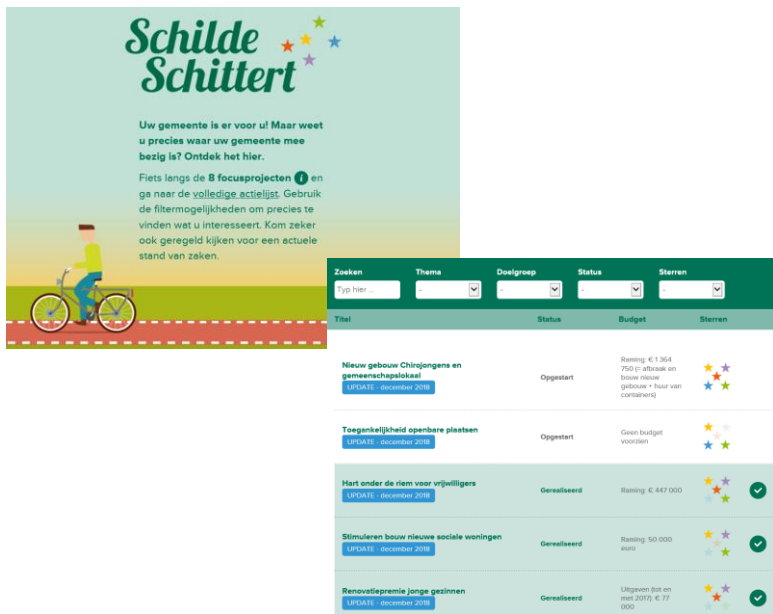 Schilde
Schittert
Uw gemeente is er voor u! Maar weet
u precies waar uw gemeente mee
bezig is? Ontdek het hier.
Fiets langs de 8 focusprojecten i en
ga naar de volledige actielijst. Gebruik
de filtermogelijkheden om precies te
vinden wat u interesseert. Kom zeker
ook geregeld kijken voor een actuele
stand van zaken.
Zoeken Thema Doelgroep Status Sterren
Typ hier ... - - - -
Titel Status Budget Sterren
Nieuw gebouw Chirojongens en
gemeenschapslokaal
UPDATE - december 2018
Opgestart
Raming: € 1 364
750 (= afbraak en
bouw nieuw
gebouw + huur van
containers)
Toegankelijkheid openbare plaatsen
UPDATE - december 2018
Opgestart
Geen budget
voorzien
Hart onder de riem voor vrijwilligers
UPDATE - december 2018
Gerealiseerd
Raming: € 447 000
Stimuleren bouw nieuwe sociale woningen
UPDATE - december 2018
Gerealiseerd
Raming: 50 000
euro
Renovatiepremie jonge gezinnen
UPDATE - december 2018
Gerealiseerd
Uitgaven (tot en
met 2017): € 77
000